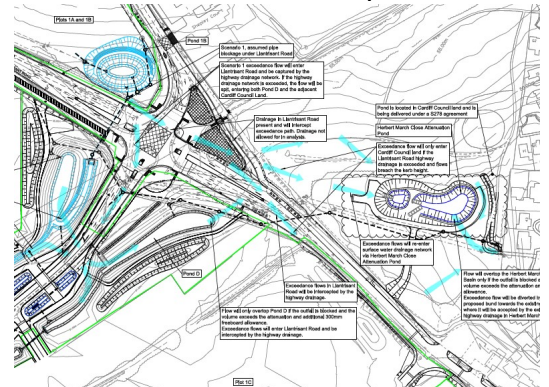 Plots 1A and 1B
Pond 1B
Scenario 1, assumed pipe
blockage under Llantrisant Road
Scenario 1 exceedance flow will enter
Llantrisant Road and be captured by the
highway drainage network. If the highway
drainage network is exceeded, the flow will be
split, entering both Pond D and the adjacent
Cardiff Council Land.
Drainage in Llantrisant Road
present and will intercept
exceedance path. Drainage not
allowed for in analysis.
Pond is located in Cardiff Council land and is
being delivered under a S278 agreement
Herbert March Close Attenuation
Pond
Exceedance flow will only enter
Cardiff Council land if the
Llantrisant Road highway
drainage is exceeded and flows
breach the kerb height.
Exceedance flows will re-enter
surface water drainage network
via Herbert March Close
Attenuation Pond
Pond D
Exceedance flows in Llantrisant
Road will be intercepted by the
highway drainage.
Flow will overtop the Herbert March
Basin only if the outfall is blocked a
volume exceeds the attenuation an
allowance.
Exceedance flow will be diverted b
proposed bund towards the existin
where it will be accepted by the exi
highway drainage in Herbert Marc
Flow will only overtop Pond D if the outfall is blocked and the
volume exceeds the attenuation and additional 300mm
freeboard allowance.
Exceedance flows will enter Llantrisant Road and be
intercepted by the highway drainage.
Plot 1C